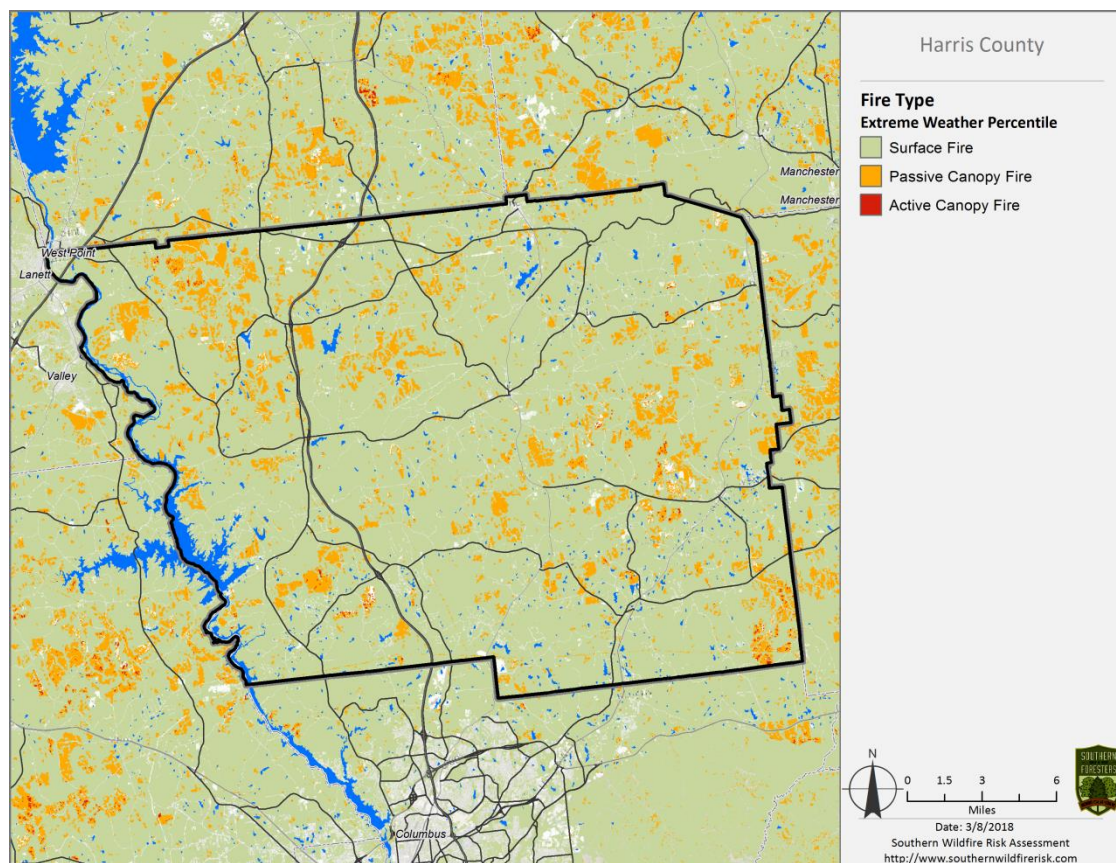 Harris County
Fire Type
Extreme Weather Percentile
Surface Fire
Passive Canopy Fire
Active Canopy Fire
Manchester
Manchester
West Point
Lanett
Valley
Columbus
N
0 1.5 3 6
Miles
SOUTHERN
FORESTERS
Date: 3/8/2018
Southern Wildfire Risk Assessment
http://www.southernwildfirerisk.com